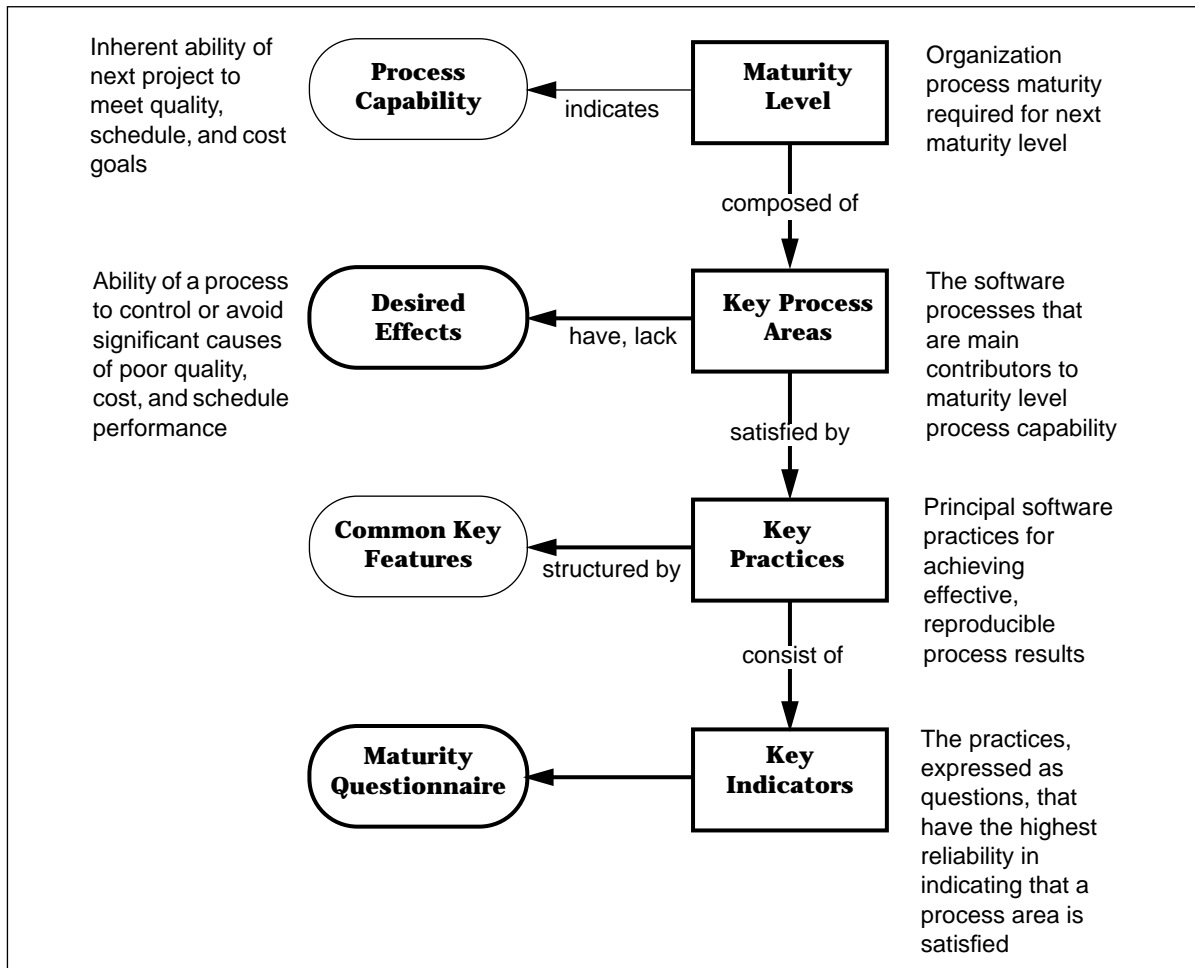 Inherent ability of
next project to
meet quality,
schedule, and cost
goals
Process
Capability
indicates
Maturity
Level
Organization
process maturity
required for next
maturity level
composed of
Ability of a process
to control or avoid
significant causes
of poor quality,
cost, and schedule
performance
Desired
Effects
have, lack
Key Process
Areas
The software
processes that
are main
contributors to
maturity level
process capability
satisfied by
Common Key
Features
structured by
Key
Practices
Principal software
practices for
achieving
effective,
reproducible
process results
consist of
Maturity
Questionnaire
Key
Indicators
The practices,
expressed as
questions, that
have the highest
reliability in
indicating that a
process area is
satisfied